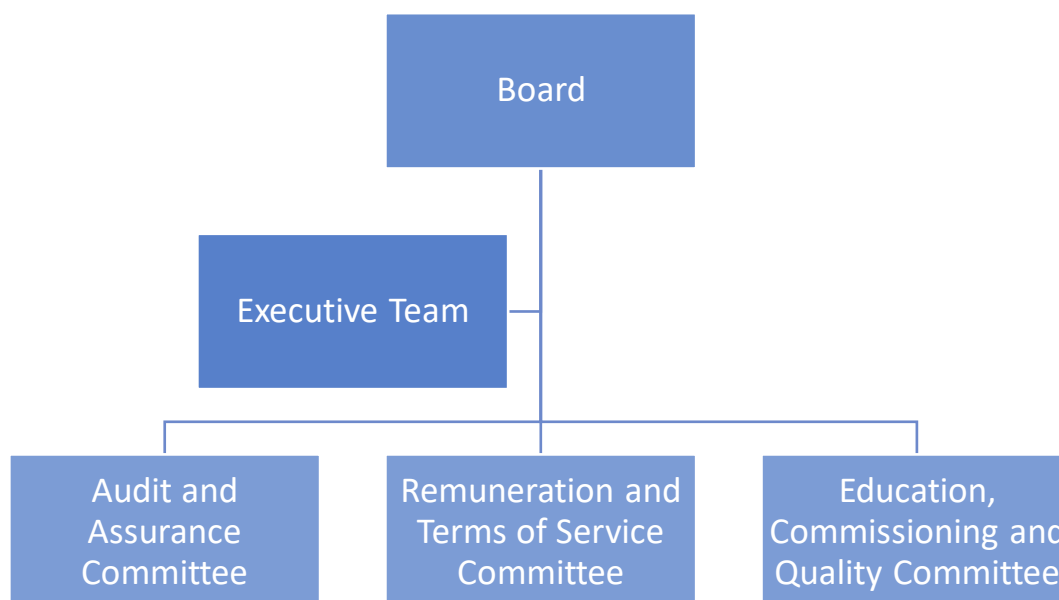 Board
Executive Team
Audit and
Assurance
Committee
Remuneration and
Terms of Service
Committee
Education,
Commissioning and
Quality Committee